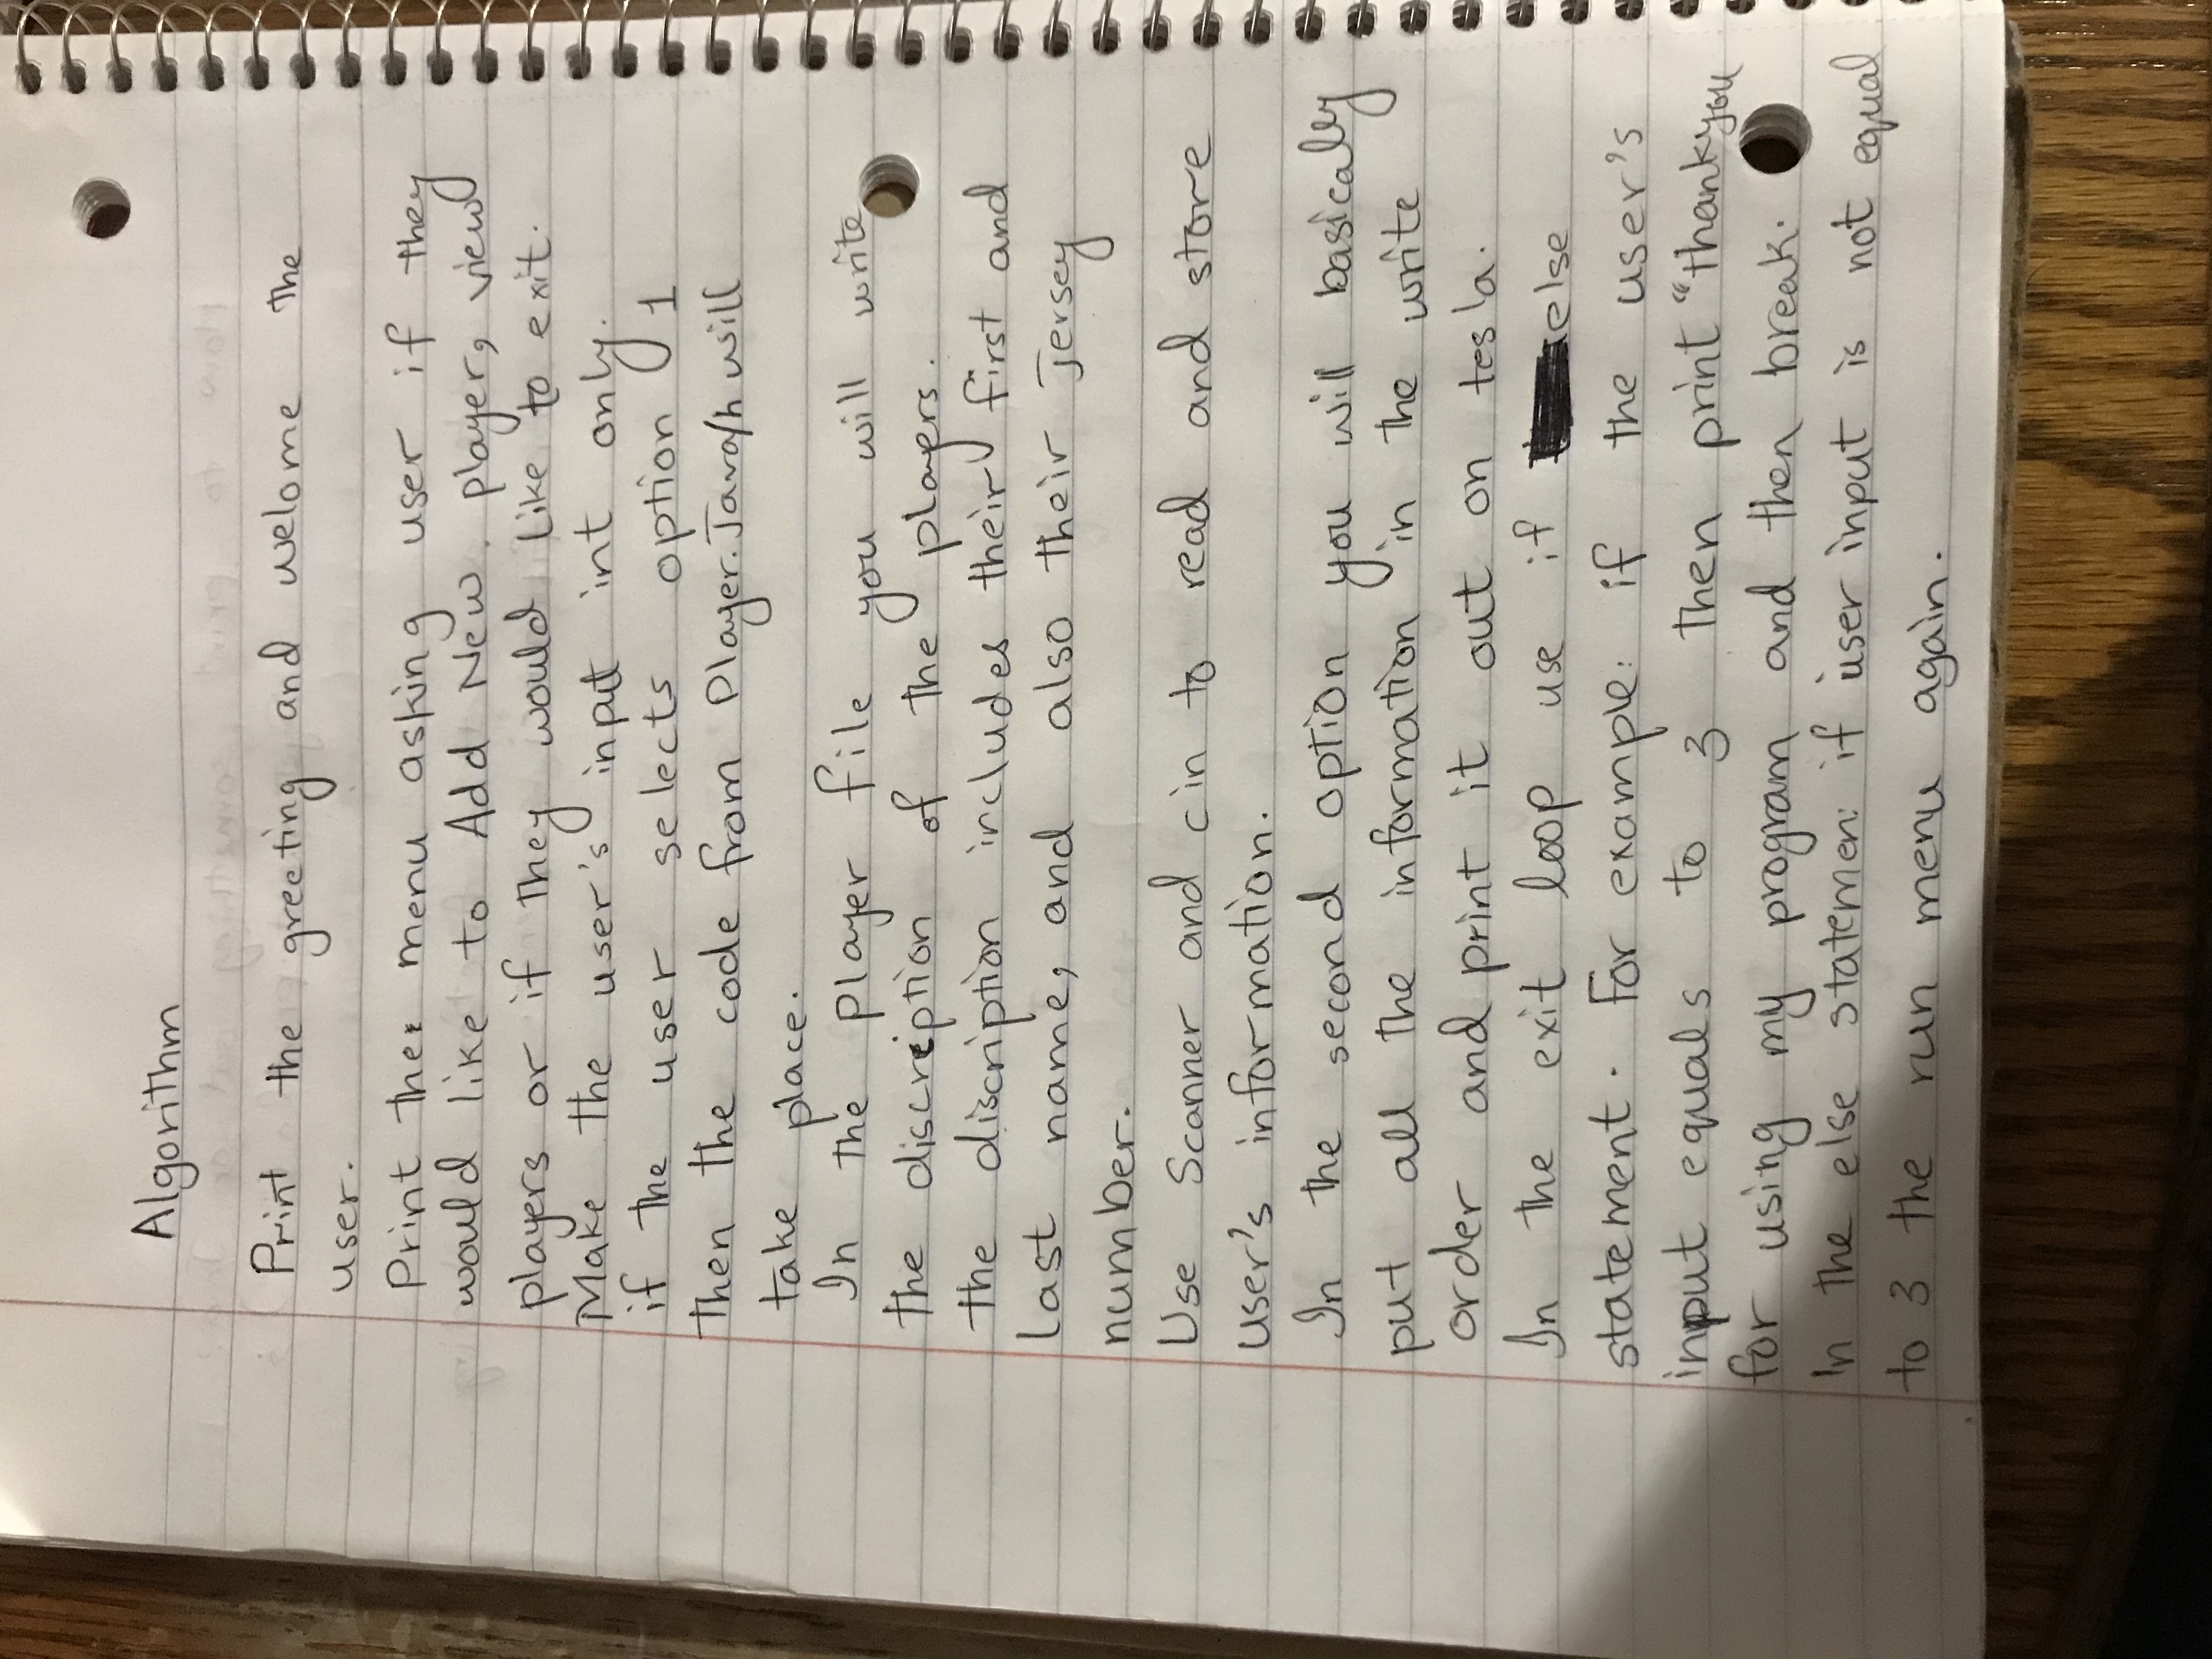 Algorithm
Print the greeting and welome the
user.
Print the menu asking user if they
would like to Add New player, view
players or if they would like to exit.
Make the user's input int only.
if the user selects option 1
then the code from Player.Java/h will
take place.
In the player file you will write
the discreption of the players.
the discription includes their first and
last name, and also their jersey
number.
Use Scanner and cin to read and store
user's information.
In the second option you will basically
put all the information in the write
order and print it out on tesla.
In the exit loop use if else
statement. For example: if the user's
input equals to 3 then print "thankyou
for using my program and then break.
In the else statemen: if user input is not equal
to 3 the run menu again.